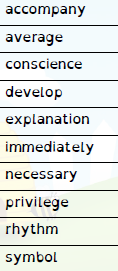 accompany
average
conscience
develop
explanation
immediately
necessary
privilege
rhythm
symbol